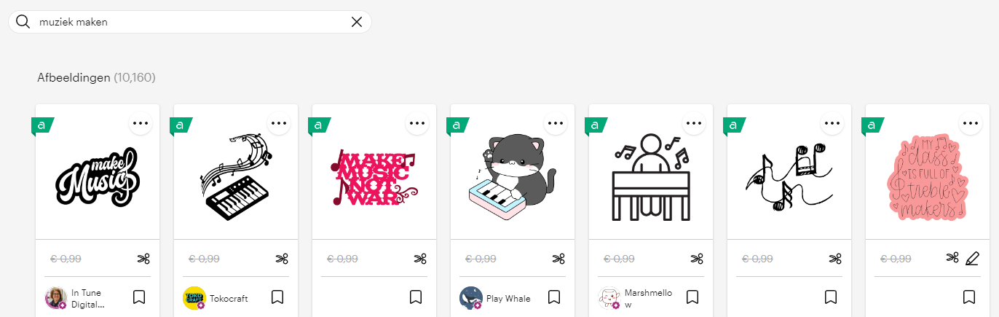 muziek maken
Afbeeldingen (10,160)
a
a
a
a
a
a
a
make
Music
MAKE
MUSIC
NOT
WAR
MY
class
IS FULL OF
treble
makers
€ 0,99
€ 0,99
€ 0,99
€ 0,99
€ 0,99
€ 0,99
€ 0,99
In Tune
Digital...
TOKO
CRAFT
Tokocraft
Play Whale
Marshmello
w